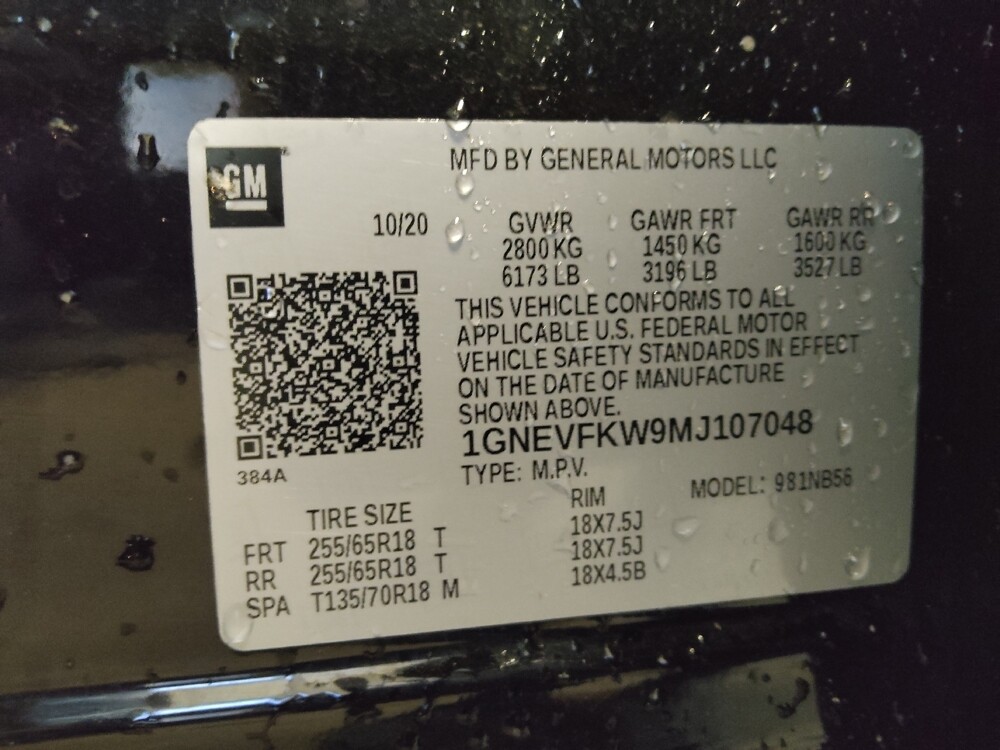 GM
MFD BY GENERAL MOTORS LLC
10/20 GVWR GAWR FRT GAWR RR
2800 KG 1450 KG 1600 KG
6173 LB 3196 LB 3527 LB
THIS VEHICLE CONFORMS TO ALL
APPLICABLE U.S. FEDERAL MOTOR
VEHICLE SAFETY STANDARDS IN EFFECT
ON THE DATE OF MANUFACTURE
SHOWN ABOVE.
1GNEVFKW9MJ107048
384A
TYPE: M.P.V. MODEL: 981NB56
TIRE SIZE RIM
FRT 255/65R18 T 18X7.5J
RR 255/65R18 T 18X7.5J
SPA T135/70R18 M 18X4.5B